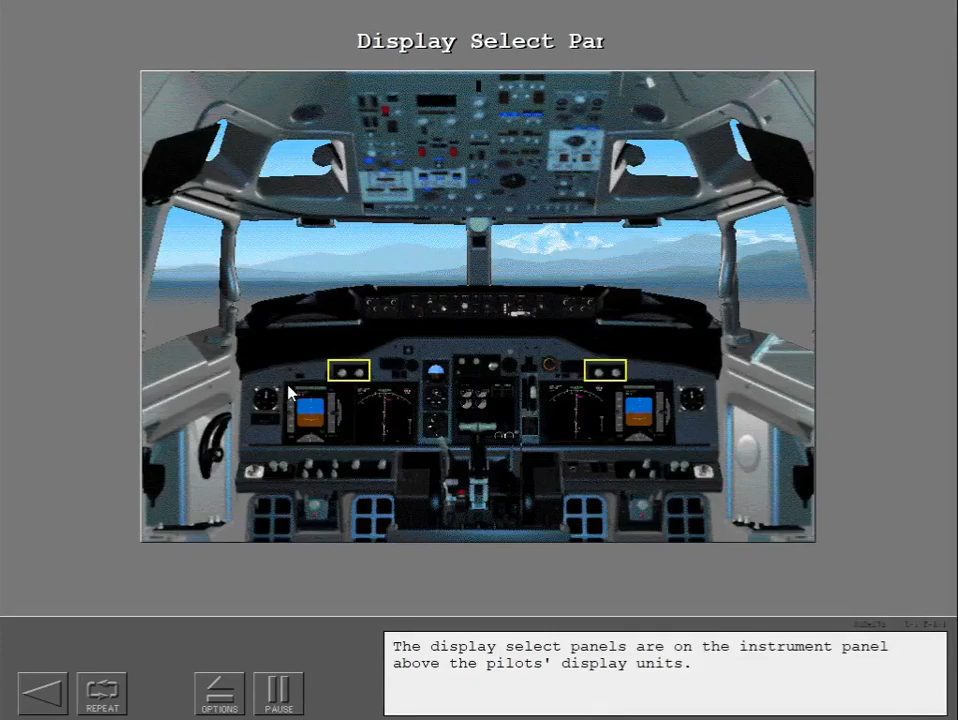 Display Select Par
The display select panels are on the instrument panel
above the pilots' display units.
REPEAT
OPTIONS
PAUSE